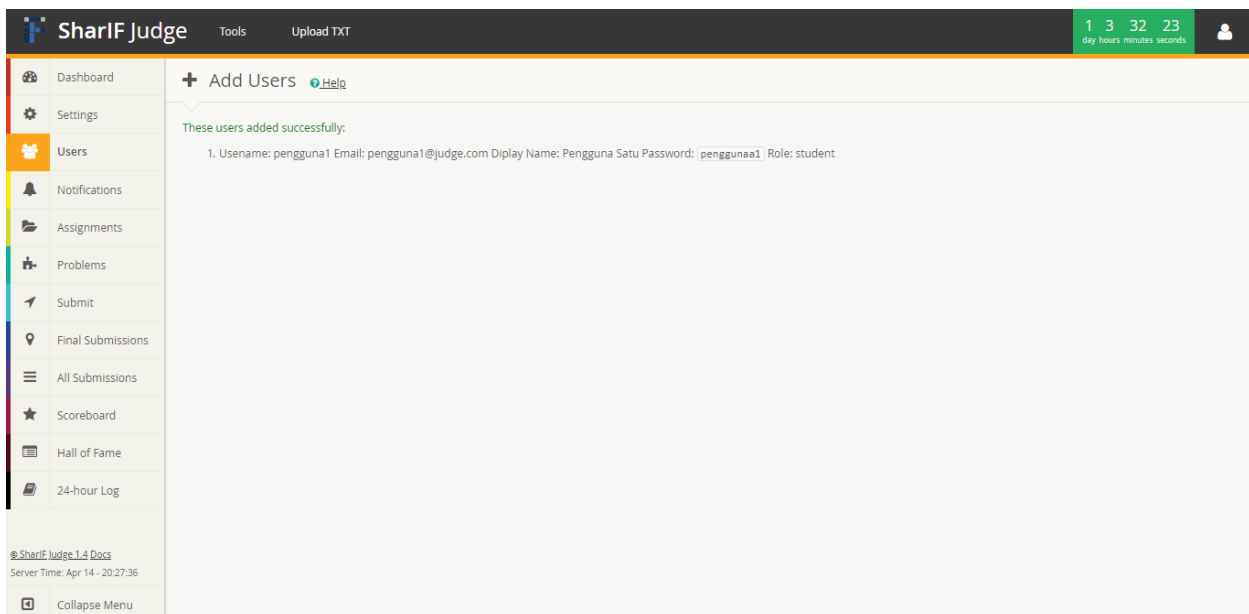 SharIF Judge Tools Upload TXT
1 3 32 23
day hours minutes seconds
Dashboard
Settings
Users
Notifications
Assignments
Problems
Submit
Final Submissions
All Submissions
Scoreboard
Hall of Fame
24-hour Log
© SharIF Judge 1.4 Docs
Server Time: Apr 14 - 20:27:36
Collapse Menu
Add Users Help
These users added successfully:
1. Usename: pengguna1 Email: pengguna1@judge.com Diplay Name: Pengguna Satu Password: penggunaa1 Role: student